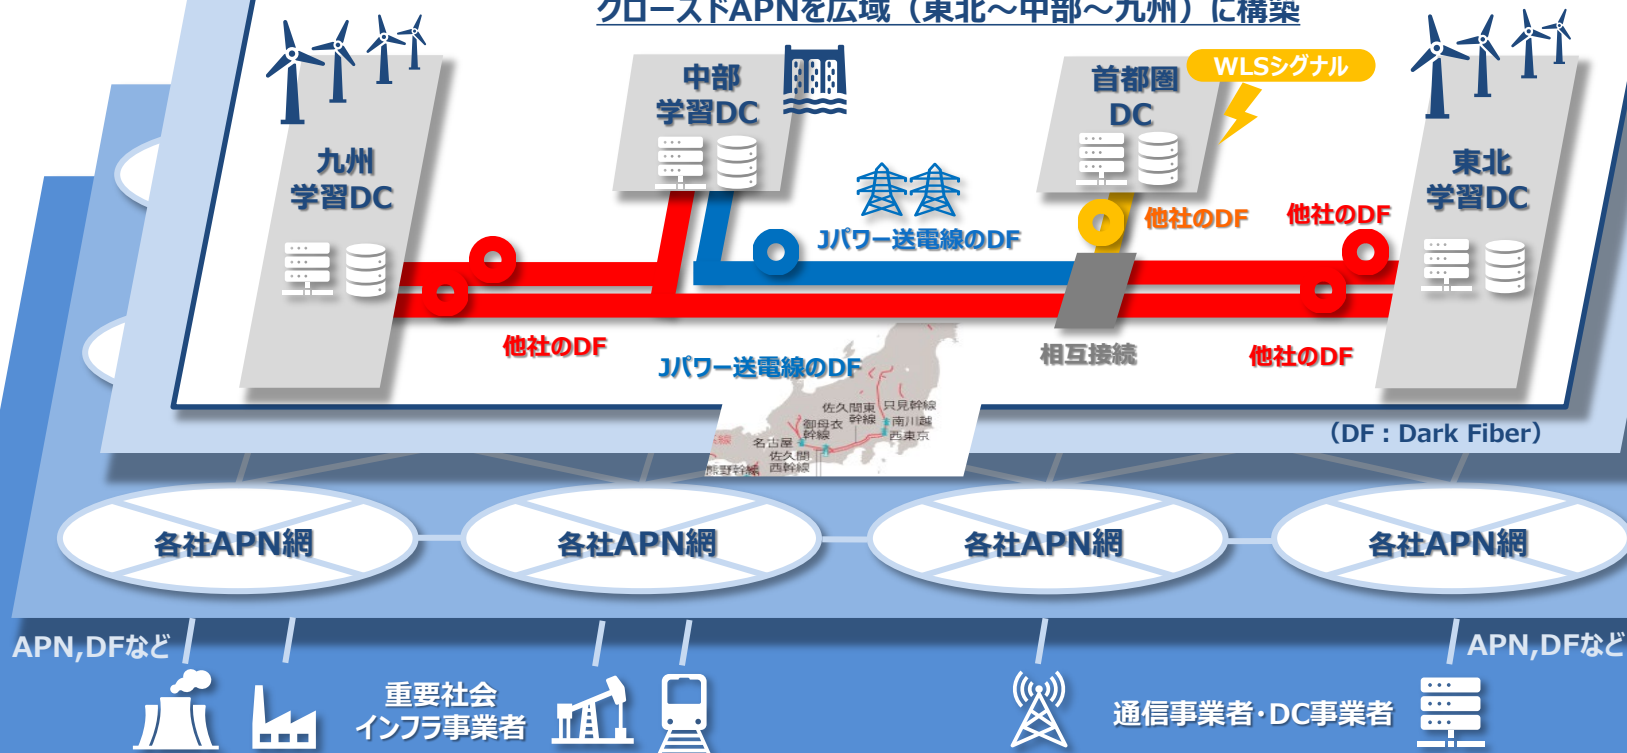 クローズドAPNを広域（東北～中部～九州）に構築
WLSシグナル
中部
学習DC
首都圏
DC
九州
学習DC
東北
学習DC
他社のDF
他社のDF
Jパワー送電線のDF
他社のDF
相互接続
他社のDF
Jパワー送電線のDF
佐久間東
幹線
只見幹線
御母衣
幹線
南川越
名古屋
西東京
佐久間
西幹線
熊野幹線
（DF：Dark Fiber）
各社APN網
各社APN網
各社APN網
各社APN網
APN,DFなど
APN,DFなど
重要社会
インフラ事業者
通信事業者・DC事業者